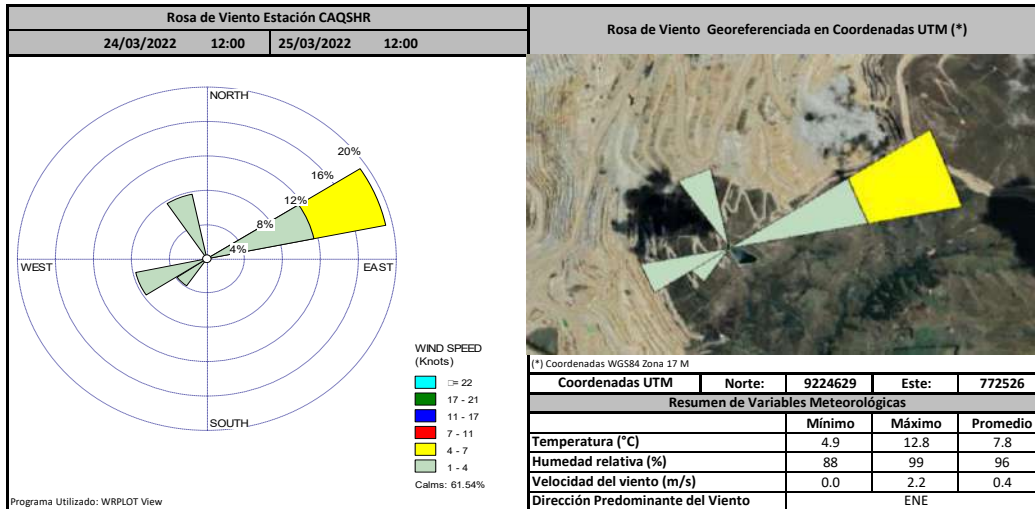 Rosa de Viento Estación CAQSHR
24/03/2022 12:00 25/03/2022 12:00
NORTH
20%
16%
12%
8%
4%
WEST
EAST
SOUTH
WIND SPEED
(Knots)
□= 22
17 - 21
11 - 17
7 - 11
4 - 7
1 - 4
Calms: 61.54%
Programa Utilizado: WRPLOT View
Rosa de Viento Georeferenciada en Coordenadas UTM (*)
(*) Coordenadas WGS84 Zona 17 M
Coordenadas UTM Norte: 9224629 Este: 772526
Resumen de Variables Meteorológicas
Mínimo Máximo Promedio
Temperatura (°C) 4.9 12.8 7.8
Humedad relativa (%) 88 99 96
Velocidad del viento (m/s) 0.0 2.2 0.4
Dirección Predominante del Viento ENE